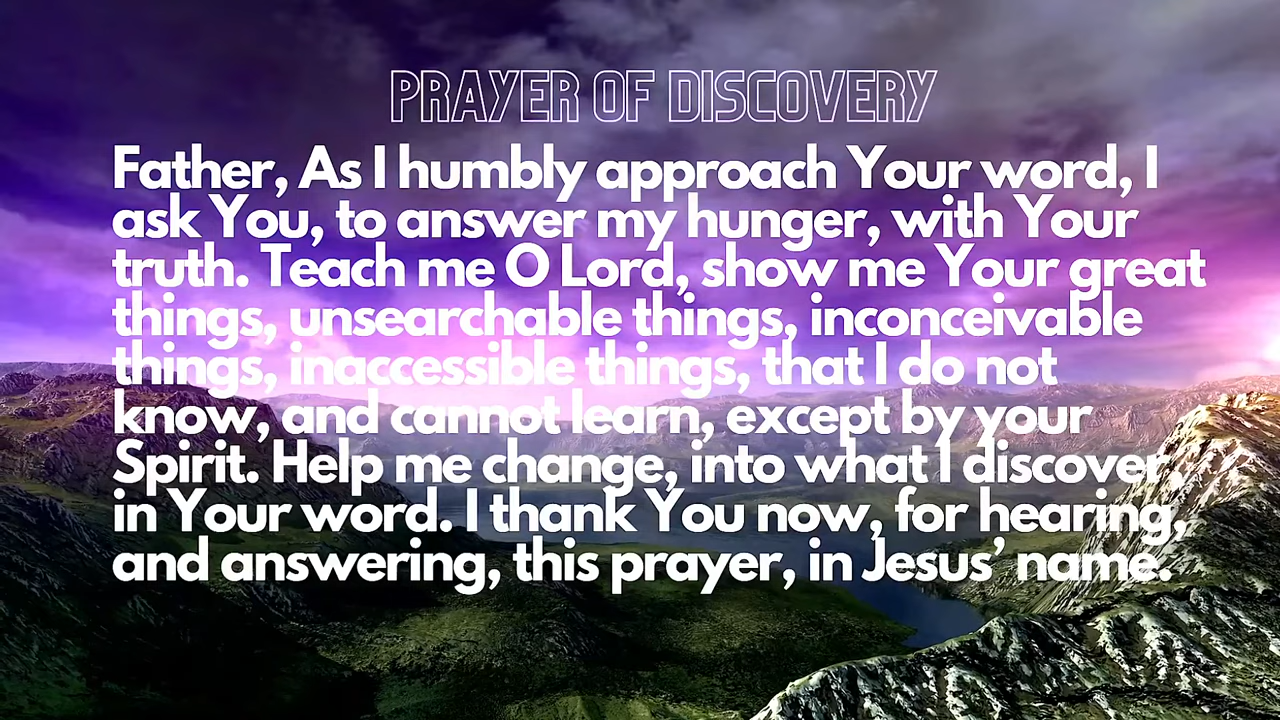 PRAYER OF DISCOVERY
Father, As I humbly approach Your word, I
ask You, to answer my hunger, with Your
truth. Teach me O Lord, show me Your great
things, unsearchable things, inconceivable
things, inaccessible things, that I do not
know, and cannot learn, except by your
Spirit. Help me change, into what I discover,
in Your word. I thank You now, for hearing,
and answering, this prayer, in Jesus’ name.